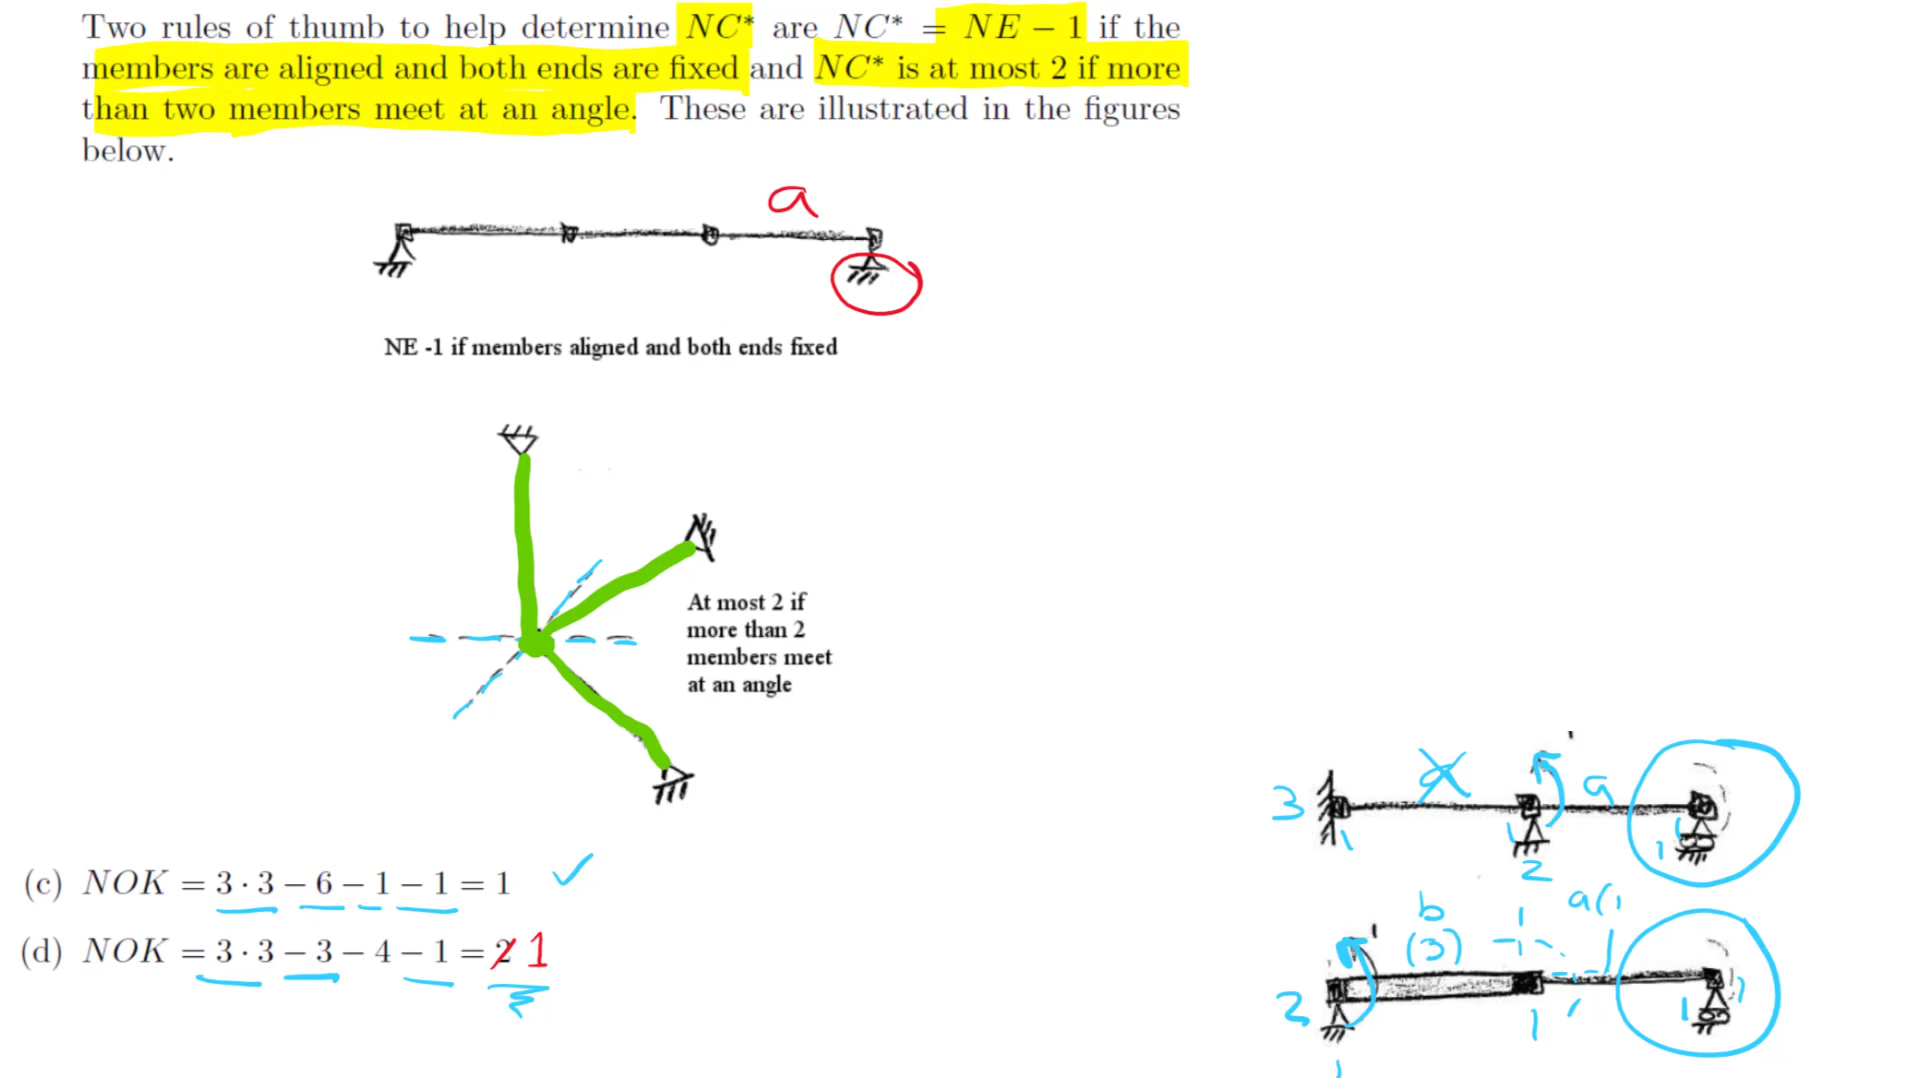 Two rules of thumb to help determine NC* are NC* = NE − 1 if the
members are aligned and both ends are fixed and NC* is at most 2 if more
than two members meet at an angle. These are illustrated in the figures
below.
a
NE -1 if members aligned and both ends fixed
At most 2 if
more than 2
members meet
at an angle
(c) NOK = 3 · 3 − 6 − 1 − 1 = 1 ✓
(d) NOK = 3 · 3 − 3 − 4 − 1 = 2 1
3
a
1
1
2
b
(3)
a(1
2
1
1